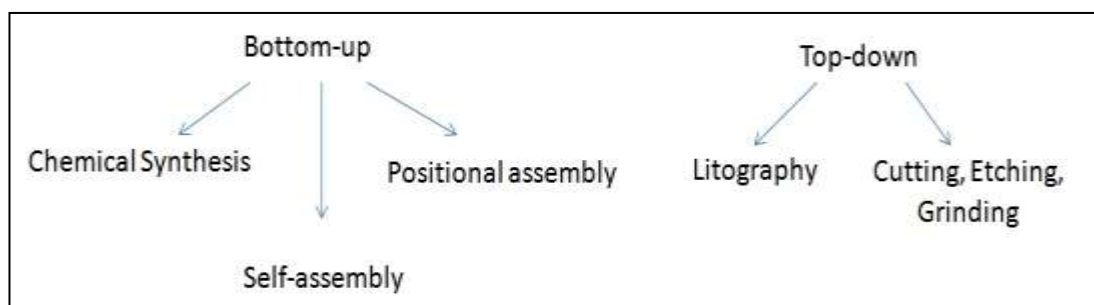 Bottom-up
Top-down
Chemical Synthesis
Positional assembly
Litography
Cutting, Etching,
Grinding
Self-assembly